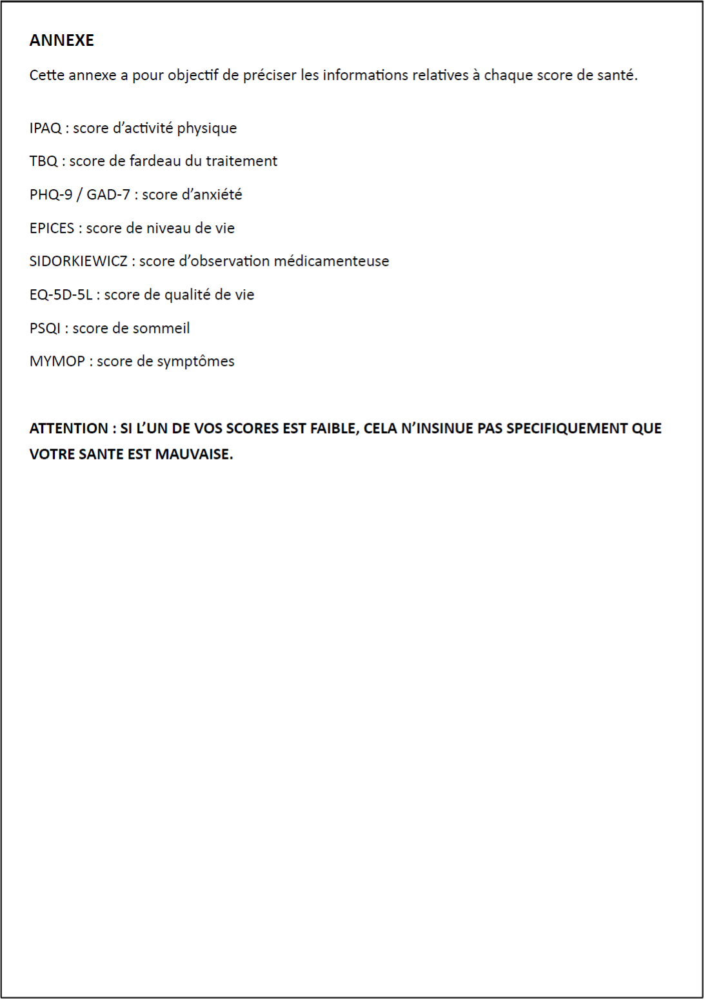 ANNEXE
Cette annexe a pour objectif de préciser les informations relatives à chaque score de santé.
IPAQ : score d’activité physique
TBQ : score de fardeau du traitement
PHQ-9 / GAD-7 : score d’anxiété
EPICES : score de niveau de vie
SIDORKIEWICZ : score d’observation médicamenteuse
EQ-5D-5L : score de qualité de vie
PSQI : score de sommeil
MYMOP : score de symptômes
ATTENTION : SI L’UN DE VOS SCORES EST FAIBLE, CELA N’INSINUE PAS SPECIFIQUEMENT QUE
VOTRE SANTE EST MAUVAISE.